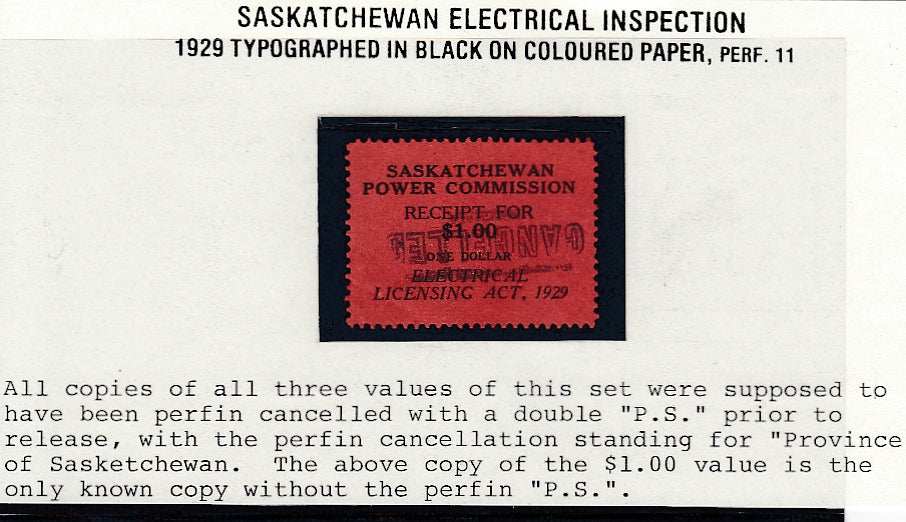 SASKATCHEWAN ELECTRICAL INSPECTION
1929 TYPOGRAPHED IN BLACK ON COLOURED PAPER, PERF. 11
SASKATCHEWAN
POWER COMMISSION
RECEIPT FOR
$1.00
CANCELLED
ONE DOLLAR
ELECTRICAL
LICENSING ACT, 1929
All copies of all three values of this set were supposed to
have been perfin cancelled with a double "P.S." prior to
release, with the perfin cancellation standing for "Province
of Sasketchewan.  The above copy of the $1.00 value is the
only known copy without the perfin "P.S.".